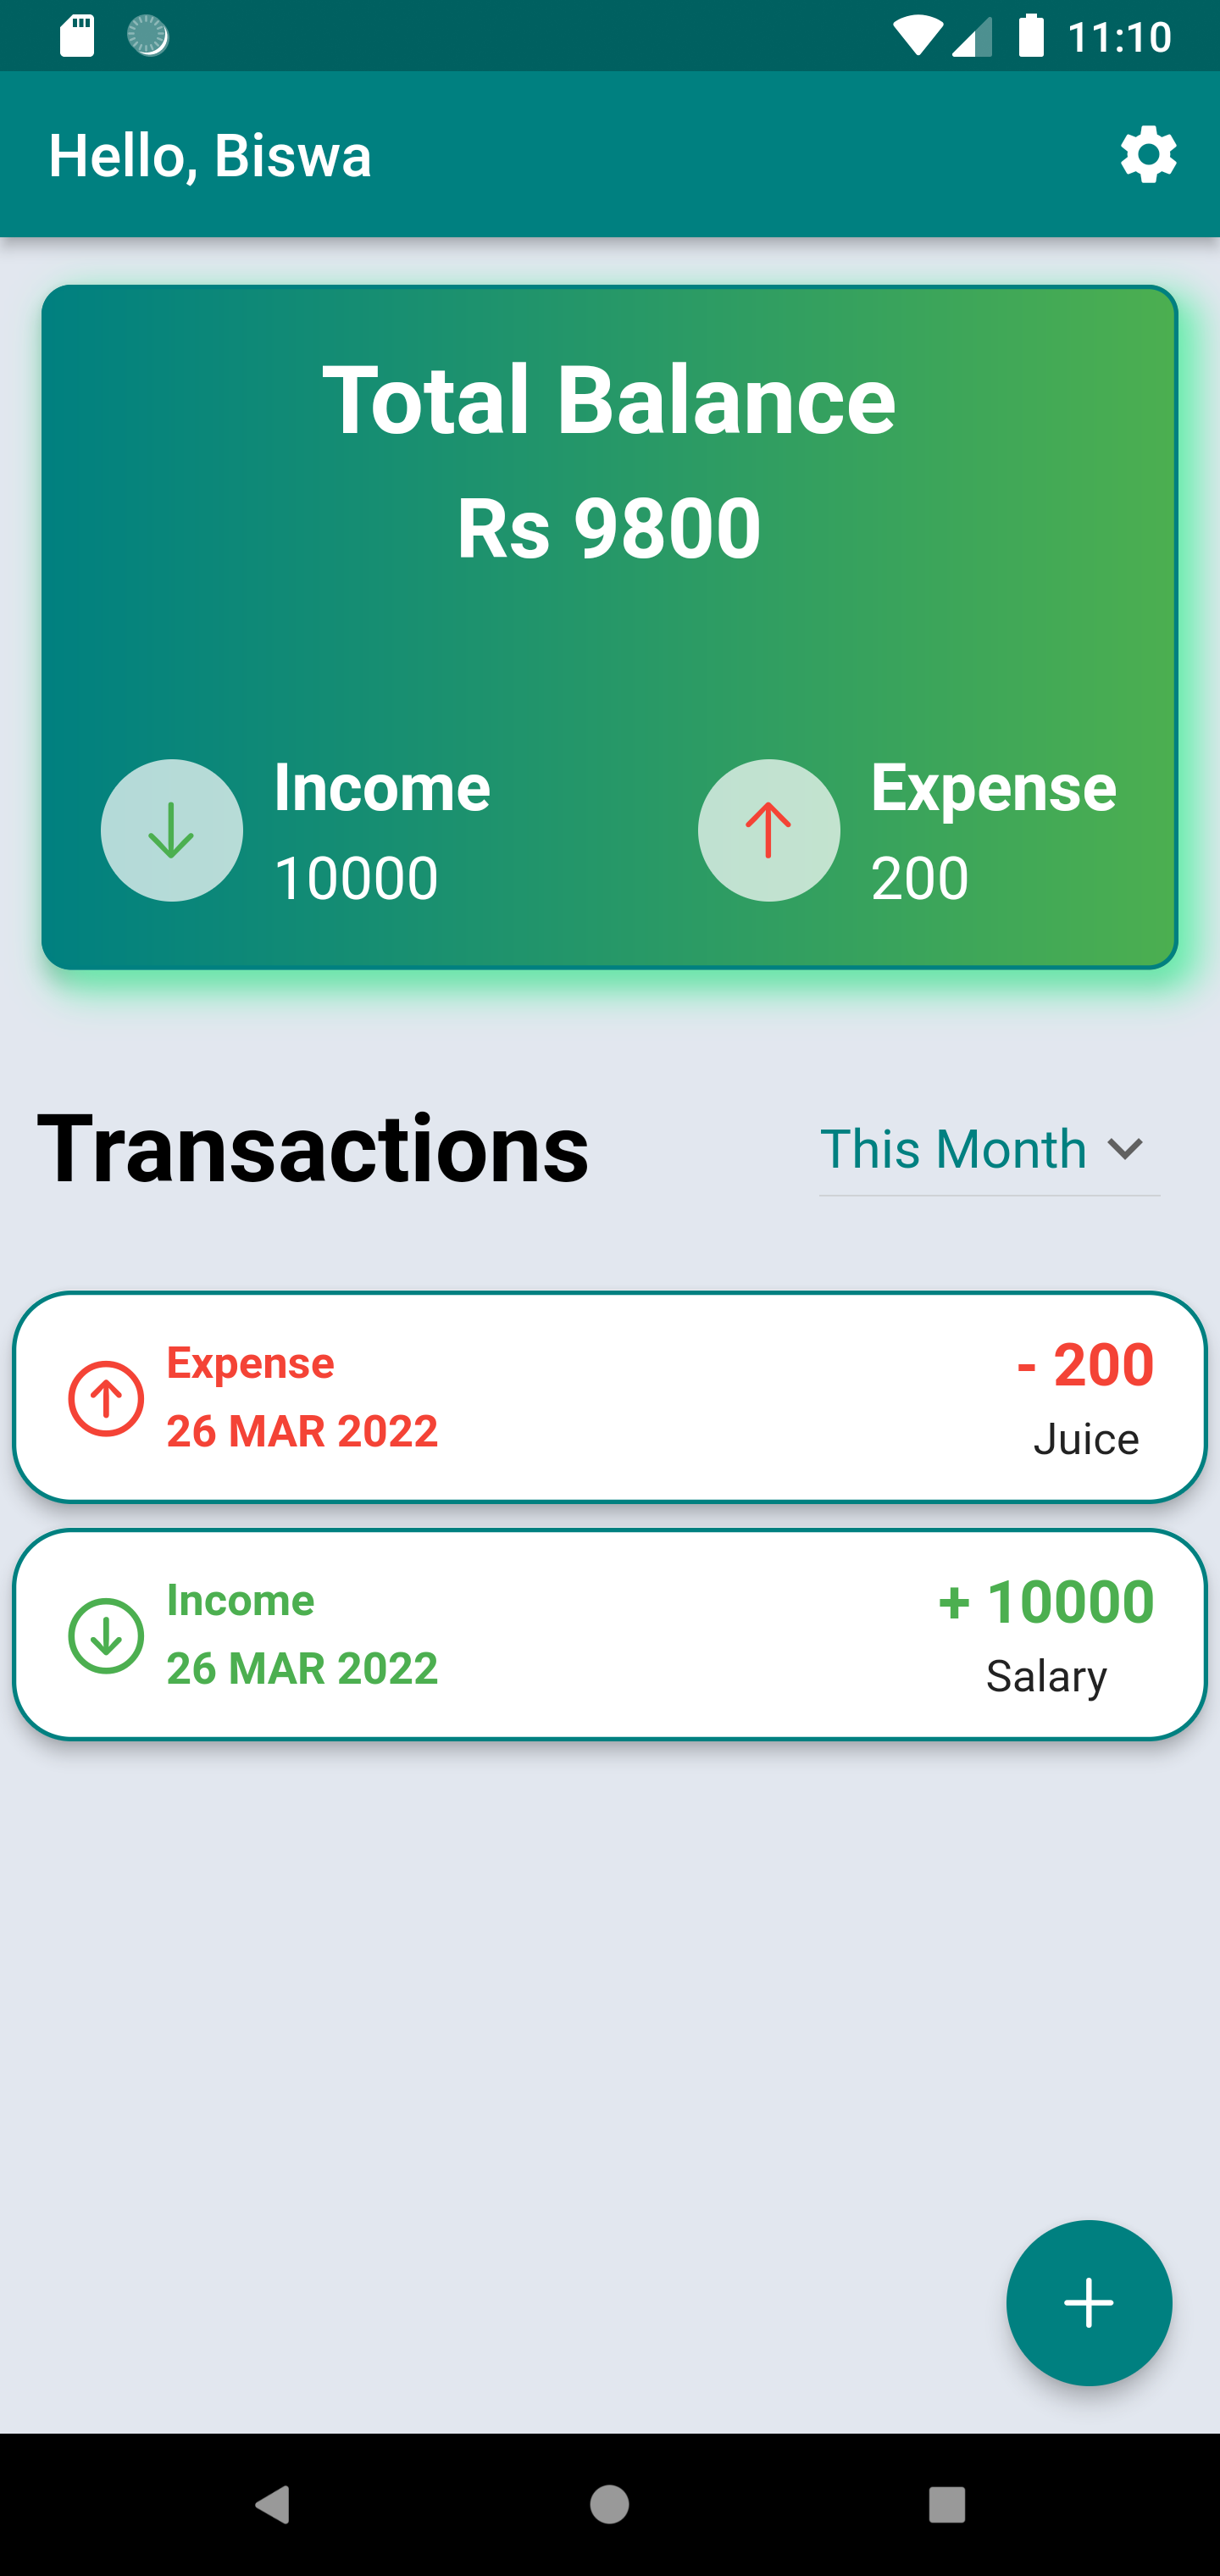 11:10
Hello, Biswa
Total Balance
Rs 9800
Income
10000
Expense
200
Transactions
This Month
Expense
26 MAR 2022
- 200
Juice
Income
26 MAR 2022
+ 10000
Salary